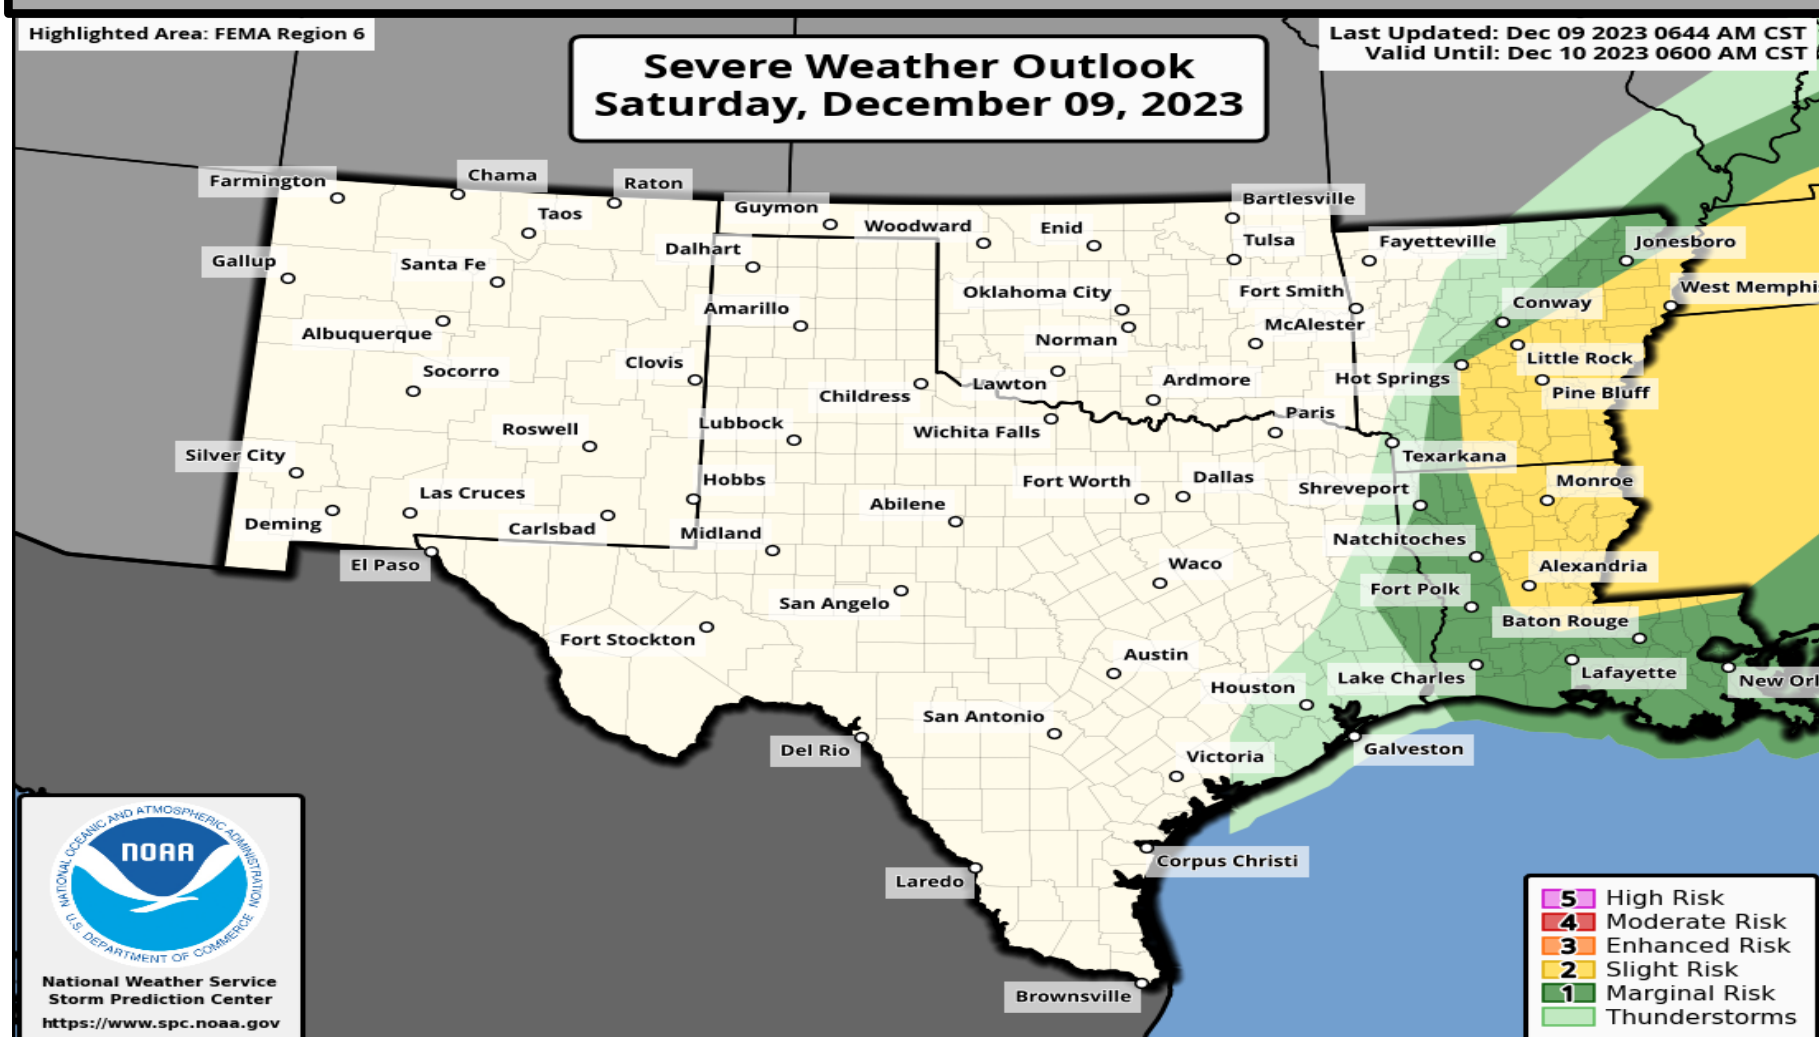 Highlighted Area: FEMA Region 6
Last Updated: Dec 09 2023 0644 AM CST
Valid Until: Dec 10 2023 0600 AM CST
Severe Weather Outlook
Saturday, December 09, 2023
Farmington
Chama
Raton
Taos
Guymon
Woodward
Enid
Bartlesville
Tulsa
Fayetteville
Jonesboro
Gallup
Santa Fe
Dalhart
Oklahoma City
Fort Smith
Conway
West Memphis
Albuquerque
Amarillo
Norman
McAlester
Little Rock
Socorro
Clovis
Childress
Lawton
Ardmore
Hot Springs
Pine Bluff
Roswell
Lubbock
Wichita Falls
Paris
Texarkana
Silver City
Las Cruces
Hobbs
Abilene
Fort Worth
Dallas
Shreveport
Monroe
Deming
Carlsbad
Midland
Natchitoches
El Paso
San Angelo
Waco
Fort Polk
Alexandria
Fort Stockton
Austin
Baton Rouge
Houston
Lake Charles
Lafayette
New Orl
San Antonio
Del Rio
Victoria
Galveston
Laredo
Corpus Christi
Brownsville
NATIONAL OCEANIC AND ATMOSPHERIC ADMINISTRATION
NOAA
U.S. DEPARTMENT OF COMMERCE
National Weather Service
Storm Prediction Center
https://www.spc.noaa.gov
5 High Risk
4 Moderate Risk
3 Enhanced Risk
2 Slight Risk
1 Marginal Risk
Thunderstorms